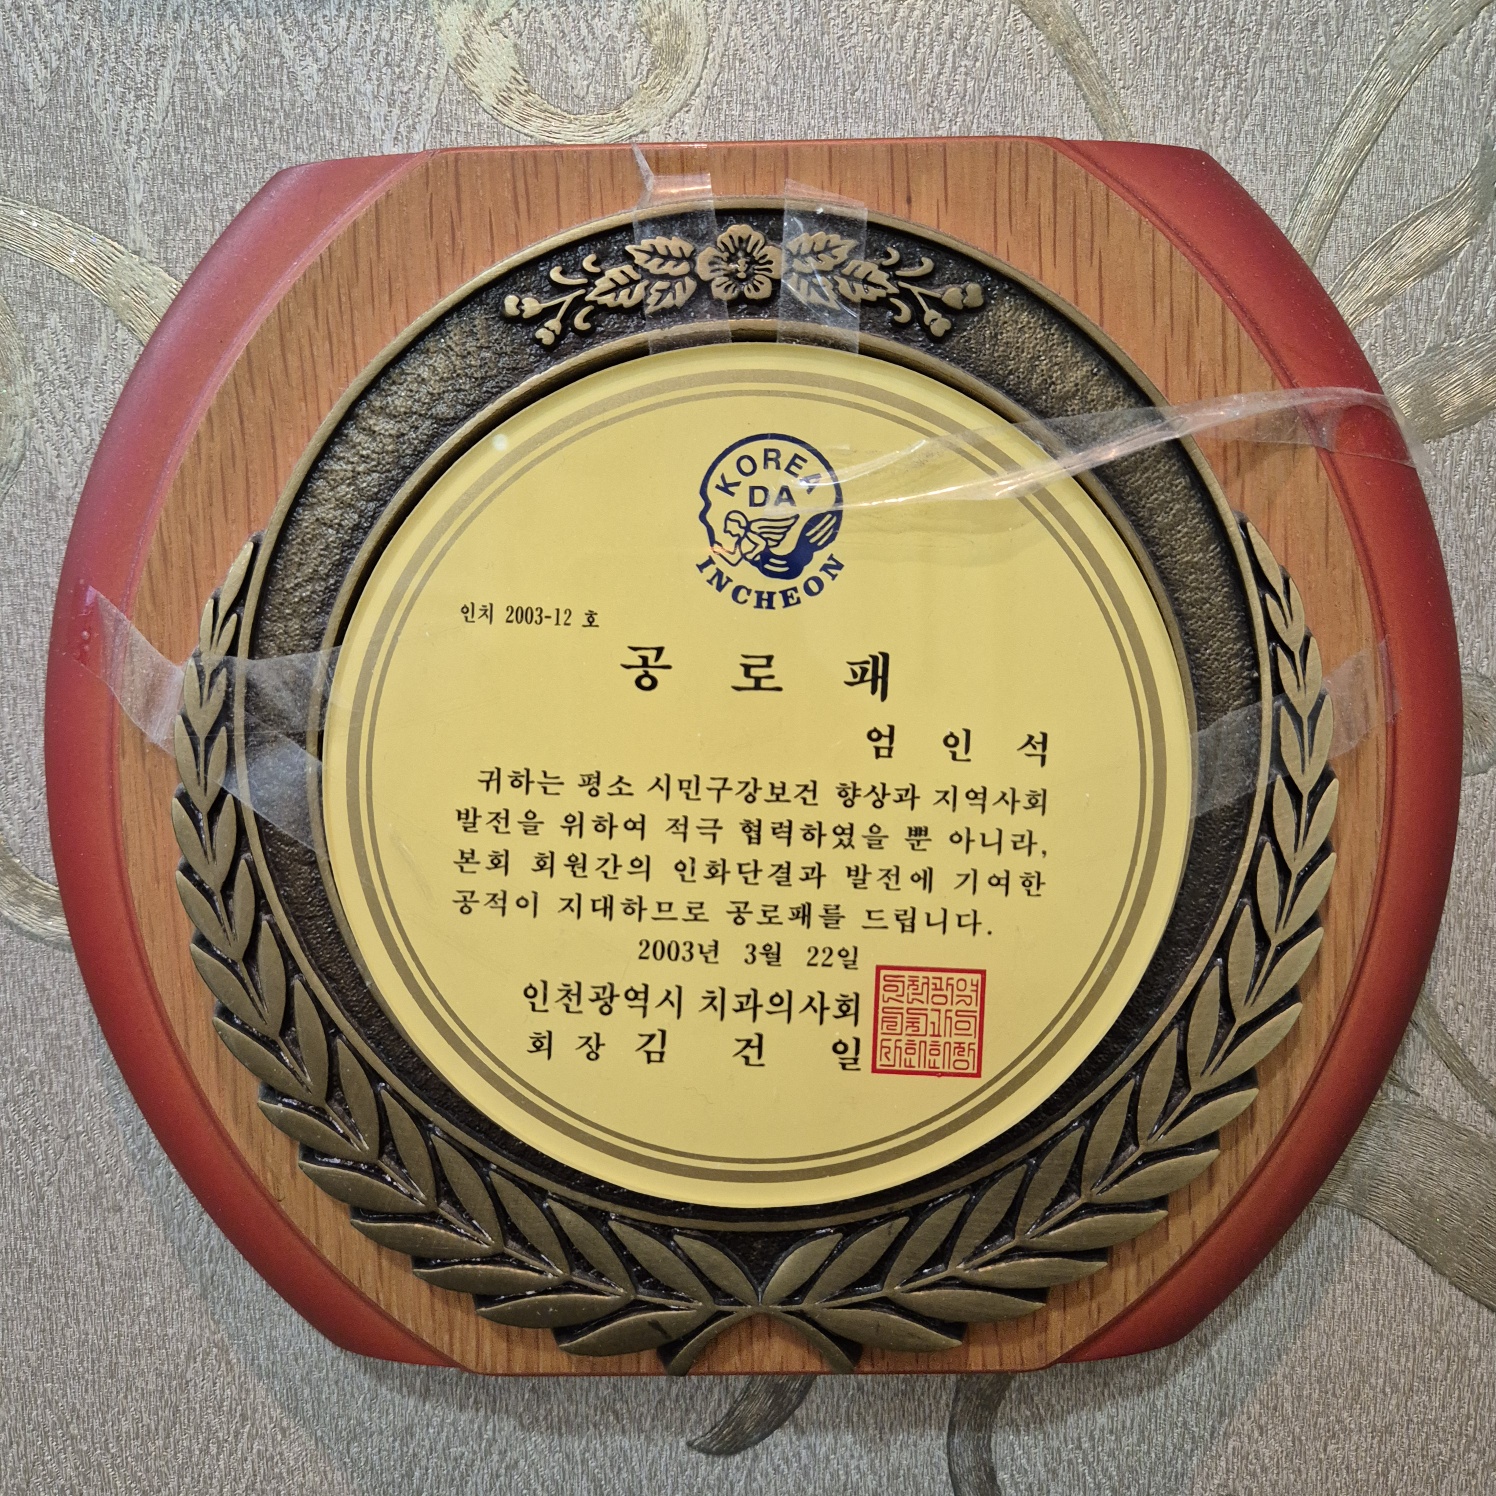 KOREA
DA
INCHEON
인치 2003-12 호
공 로 패
엄 인 석
귀하는 평소 시민구강보건 향상과 지역사회
발전을 위하여 적극 협력하였을 뿐 아니라,
본회 회원간의 인화단결과 발전에 기여한
공적이 지대하므로 공로패를 드립니다.
2003년 3월 22일
인천광역시 치과의사회
회 장 김 건 일